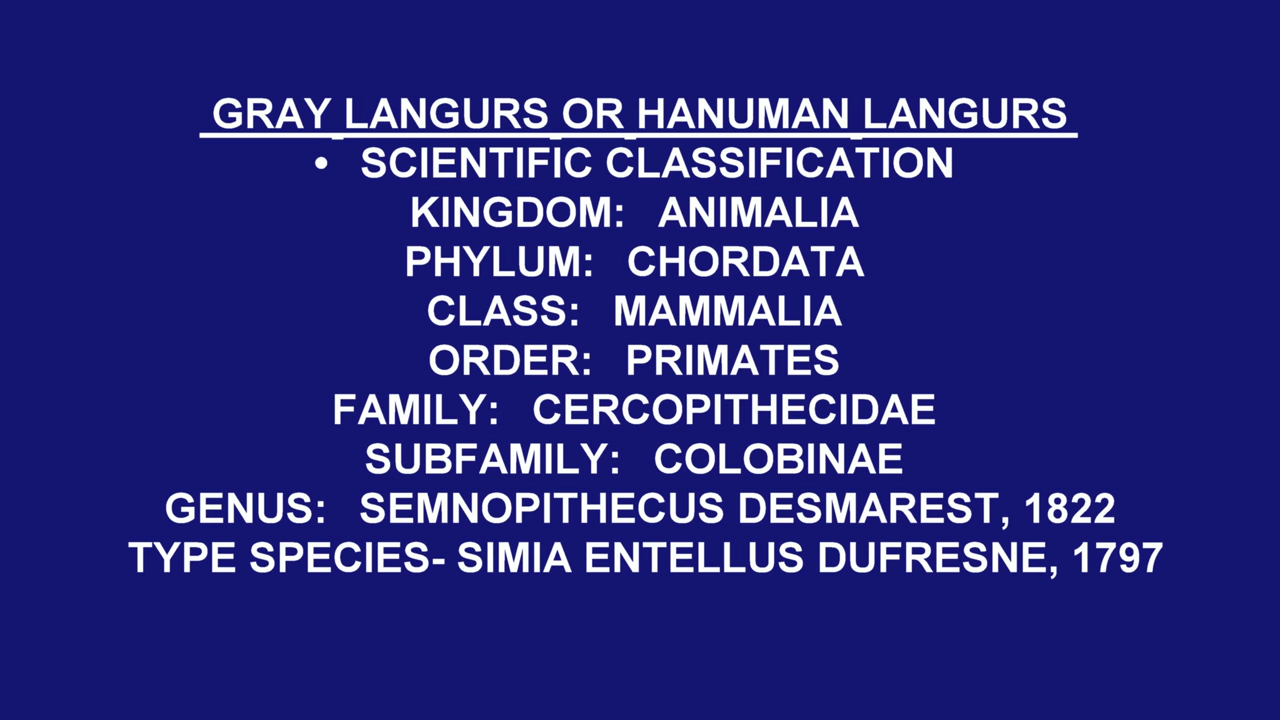 GRAY LANGURS OR HANUMAN LANGURS
• SCIENTIFIC CLASSIFICATION
KINGDOM: ANIMALIA
PHYLUM: CHORDATA
CLASS: MAMMALIA
ORDER: PRIMATES
FAMILY: CERCOPITHECIDAE
SUBFAMILY: COLOBINAE
GENUS: SEMNOPITHECUS DESMAREST, 1822
TYPE SPECIES- SIMIA ENTELLUS DUFRESNE, 1797